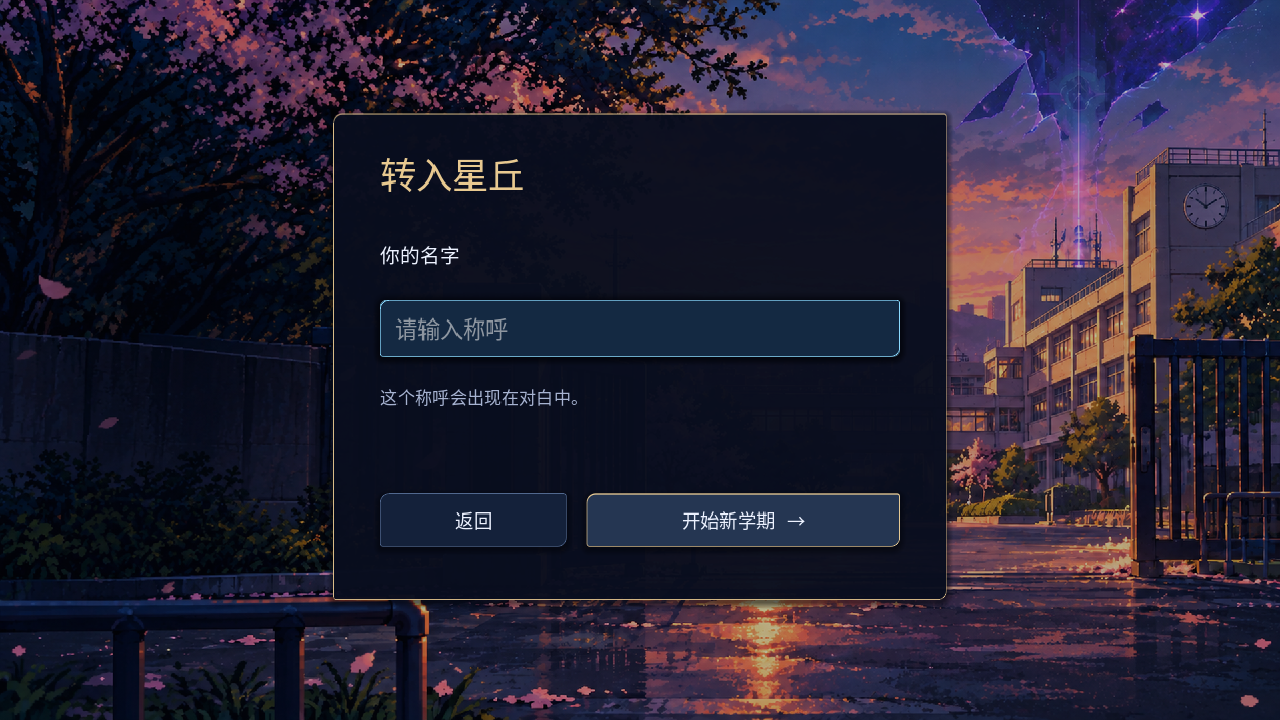 转入星丘
你的名字
请输入称呼
这个称呼会出现在对白中。
返回
开始新学期 →